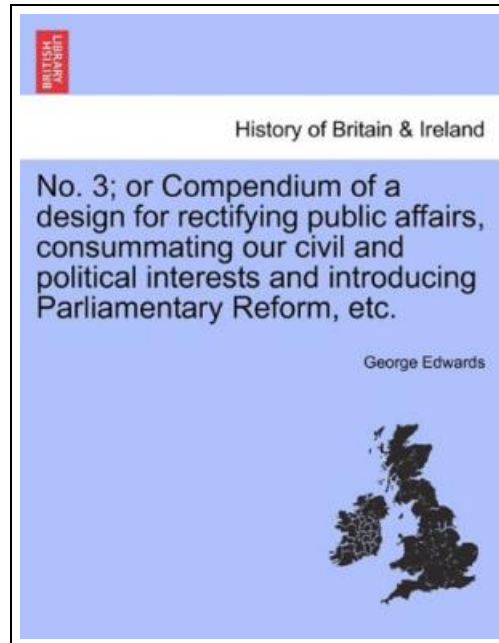 BRITISH
LIBRARY
History of Britain & Ireland
No. 3; or Compendium of a
design for rectifying public affairs,
consummating our civil and
political interests and introducing
Parliamentary Reform, etc.
George Edwards